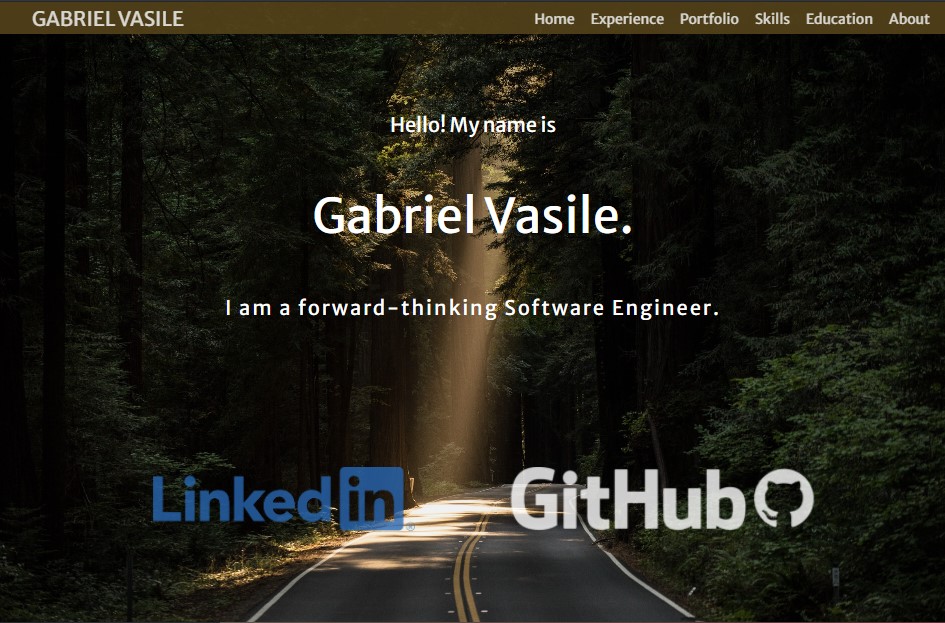 GABRIEL VASILE
Home Experience Portfolio Skills Education About
Hello! My name is
Gabriel Vasile.
I am a forward-thinking Software Engineer.
LinkedIn ®
GitHub